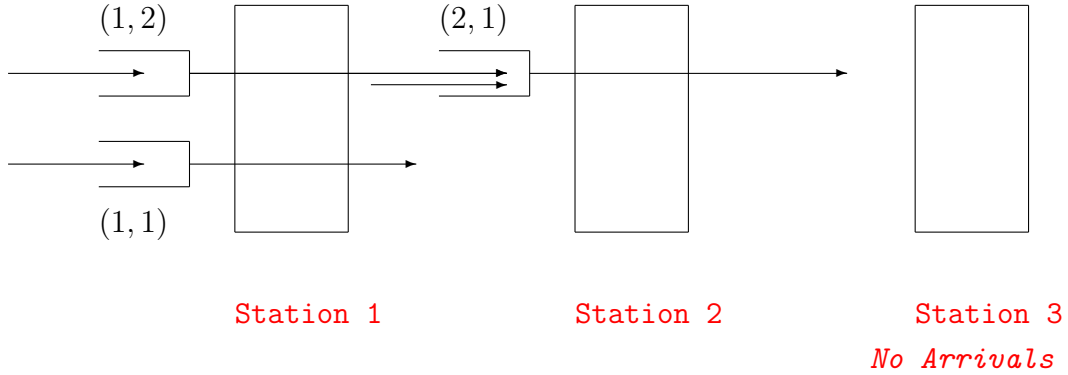 (1, 2)
(2, 1)
(1, 1)
Station 1
Station 2
Station 3
No Arrivals